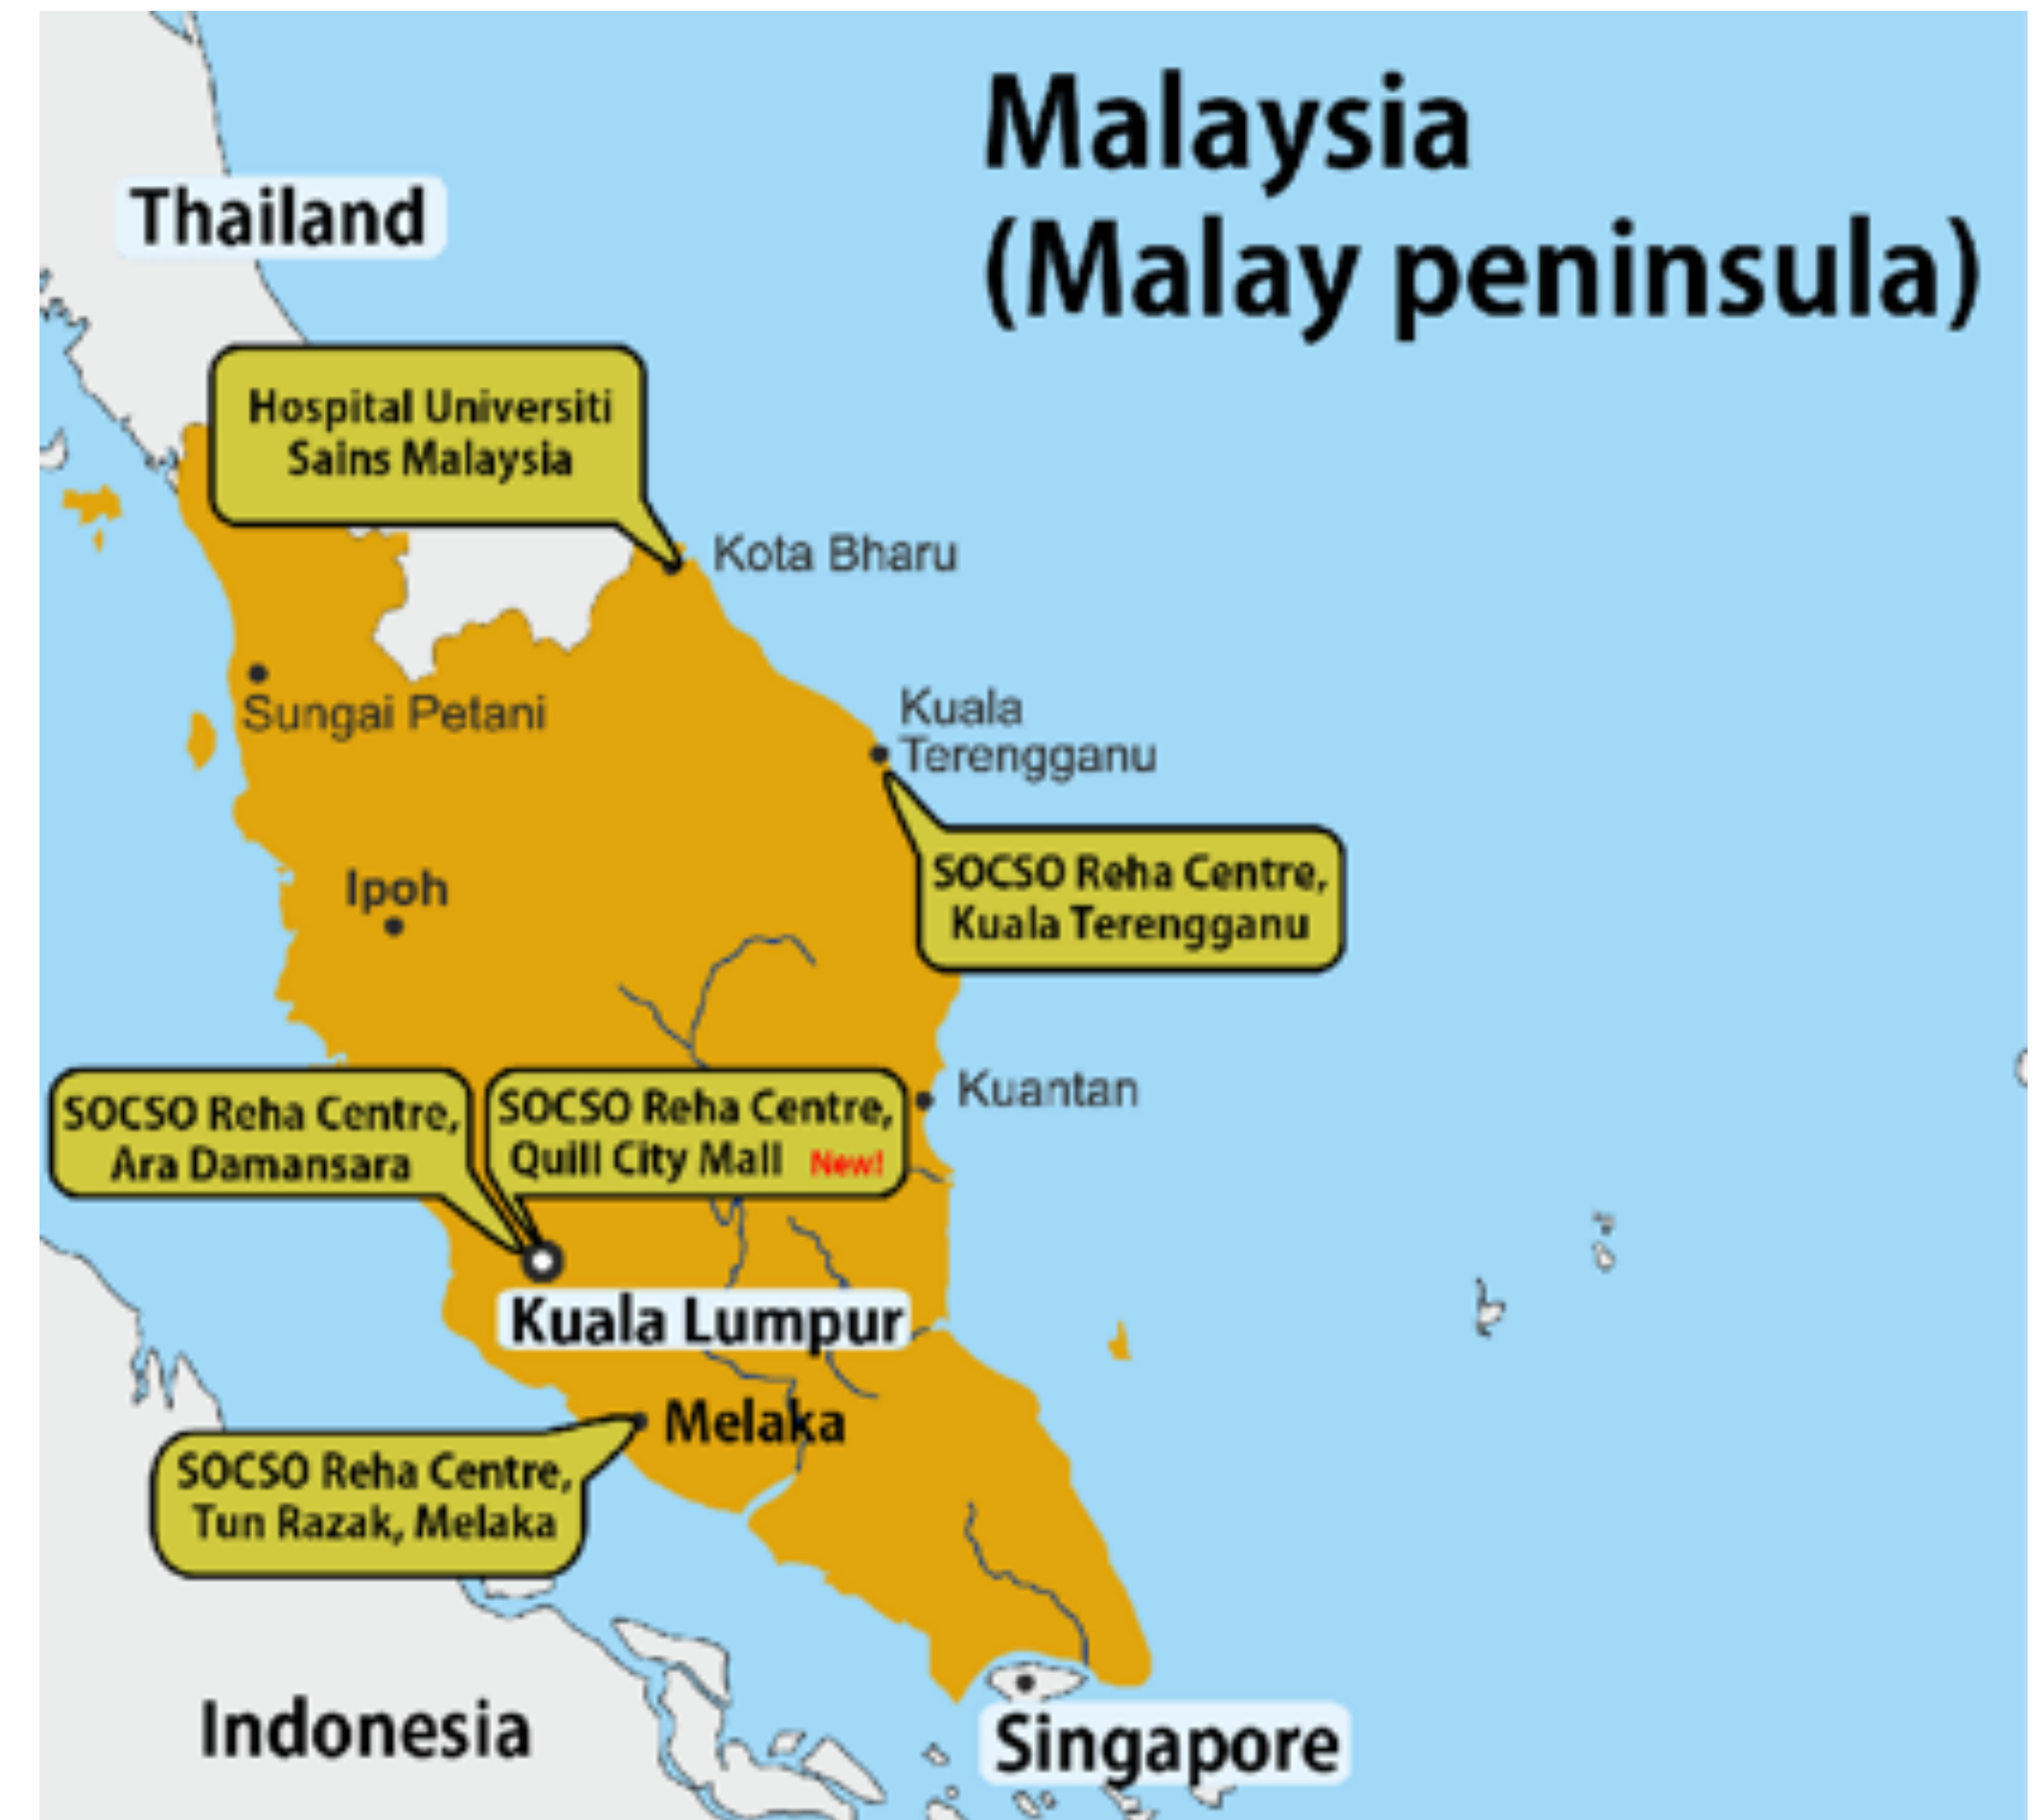 Malaysia
(Malay peninsula)
Thailand
Hospital Universiti
Sains Malaysia
Kota Bharu
Sungai Petani
Kuala
Terengganu
SOCSO Reha Centre,
Kuala Terengganu
Ipoh
SOCSO Reha Centre,
Ara Damansara
SOCSO Reha Centre,
Quill City Mall New!
Kuantan
Kuala Lumpur
Melaka
SOCSO Reha Centre,
Tun Razak, Melaka
Indonesia
Singapore